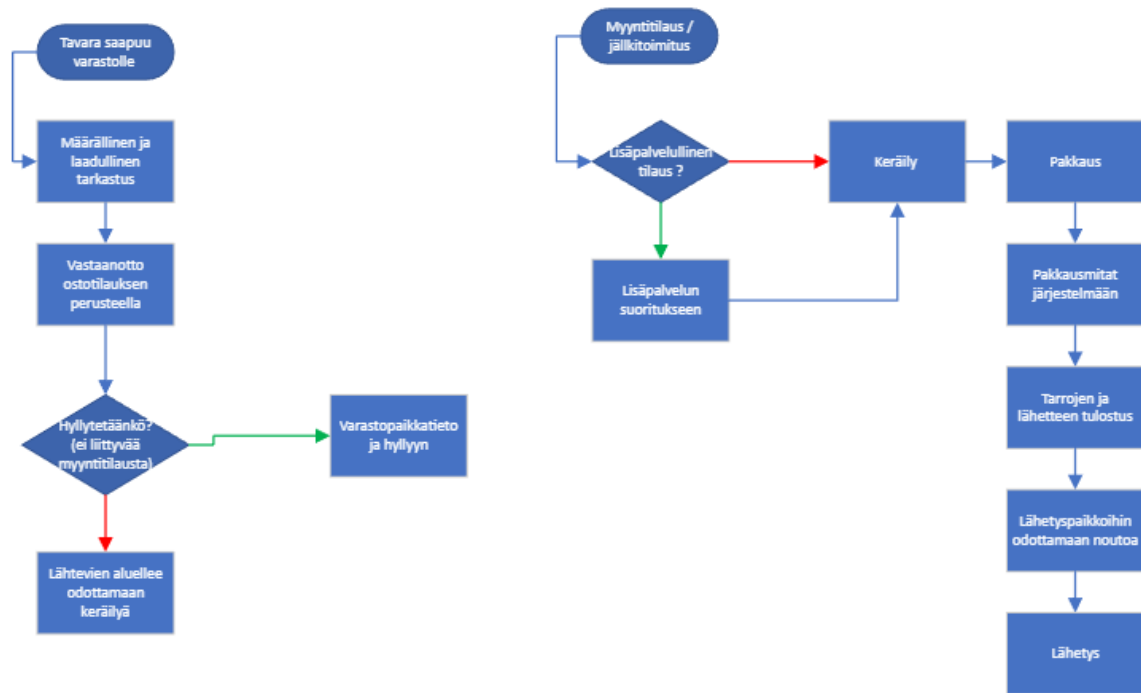 Tavara saapuu
varastolle
Määrällinen ja
laadullinen
tarkastus
Vastaanotto
ostotilauksen
perusteella
Hyllytetäänkö?
(ei liittyvää
myyntitilausta)
Varastopaikkatieto
ja hyllyyn
Lähtevien aluellee
odottamaan
keräilyä
Myyntitilaus /
jällkitoimitus
Lisäpalvelullinen
tilaus ?
Lisäpalvelun
suoritukseen
Keräily
Pakkaus
Pakkausmitat
järjestelmään
Tarrojen ja
lähetteen tulostus
Lähetyspaikkoihin
odottamaan noutoa
Lähetys